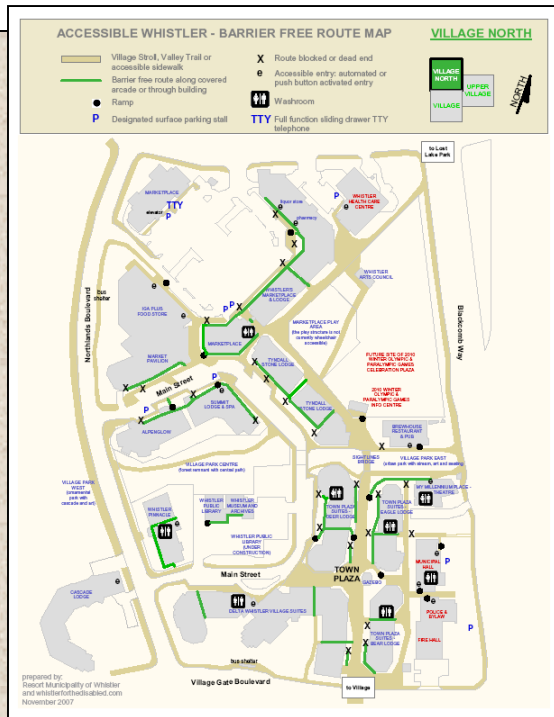 ACCESSIBLE WHISTLER - BARRIER FREE ROUTE MAP
VILLAGE NORTH
Village Stroll, Valley Trail or
accessible sidewalk
Barrier free route along covered
arcade or through building
Ramp
P Designated surface parking stall
X Route blocked or dead end
e Accessible entry: automated or
push button activated entry
Washroom
TTY Full function sliding drawer TTY
telephone
VILLAGE
NORTH
UPPER
VILLAGE
VILLAGE
NORTH
to Lost
Lake Park
MARKETPLACE
TTY
elevator
P
liquor store
pharmacy
P
WHISTLER
HEALTH CARE
CENTRE
WHISTLER
ARTS COUNCIL
Northlands Boulevard
bus
shelter
IGA PLUS
FOOD STORE
WHISTLER'S
MARKETPLACE
& LODGE
P
P
MARKETPLACE
MARKETPLACE PLAY
AREA
(the play structure is not
currently wheelchair
accessible)
Blackcomb Way
MARKET
PAVILION
TYNDALL
STONE LODGE
FUTURE SITE OF 2010
WINTER OLYMPIC &
PARALYMPIC GAMES
CELEBRATION PLAZA
Main Street
P
SUMMIT
LODGE & SPA
P
ALPENGLOW
TYNDALL
STONE LODGE
2010 WINTER
OLYMPIC &
PARALYMPIC GAMES
INFO CENTRE
BREWHOUSE
RESTAURANT
& PUB
SIGHT LINES
BRIDGE
VILLAGE PARK EAST
(urban park with stream, art and seating)
VILLAGE PARK CENTRE
(forest remnant with central path)
VILLAGE PARK
WEST
(ornamental
park with
cascade and art)
WHISTLER
PINNACLE
WHISTLER
PUBLIC
LIBRARY
WHISTLER
MUSEUM AND
ARCHIVES
WHISTLER PUBLIC
LIBRARY
(UNDER
CONSTRUCTION)
TOWN PLAZA
SUITES -
DEER LODGE
TOWN PLAZA
SUITES -
EAGLE LODGE
MY MILLENNIUM PLACE -
THEATRE
Main Street
TOWN
PLAZA
GAZEBO
MUNICIPAL
HALL
P
POLICE &
BYLAW
FIRE HALL
P
CASCADE
LODGE
DELTA WHISTLER VILLAGE SUITES
TOWN PLAZA
SUITES -
BEAR LODGE
bus shelter
Village Gate Boulevard
to Village
prepared by:
Resort Municipality of Whistler
and whistlerforthedisabled.com
November 2007